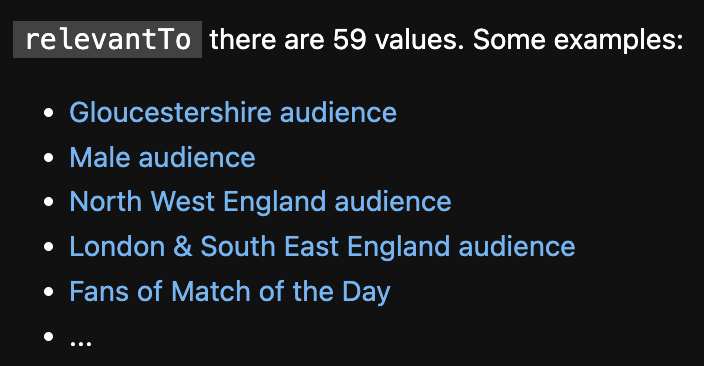 relevantTo there are 59 values. Some examples:
• Gloucestershire audience
• Male audience
• North West England audience
• London & South East England audience
• Fans of Match of the Day
• ...